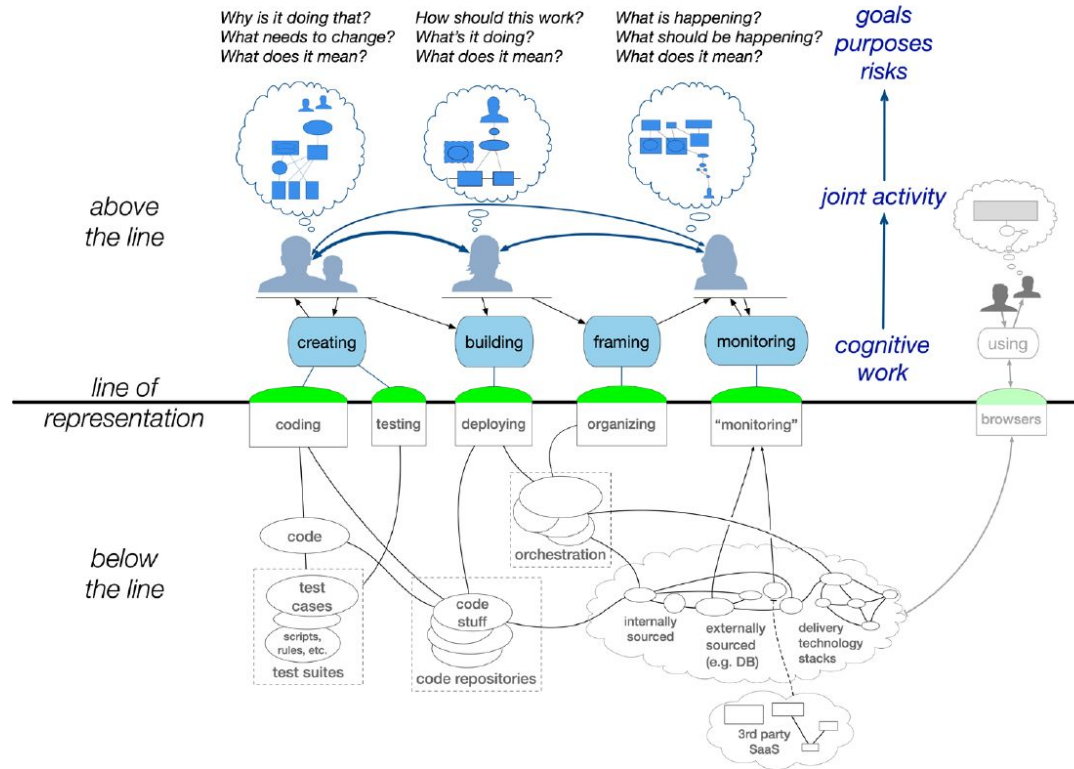 Why is it doing that?
What needs to change?
What does it mean?
How should this work?
What's it doing?
What does it mean?
What is happening?
What should be happening?
What does it mean?
goals
purposes
risks
above
the line
joint activity
creating
building
framing
monitoring
cognitive
work
using
line of
representation
coding
testing
deploying
organizing
"monitoring"
browsers
below
the line
code
test
cases
scripts,
rules, etc.
test suites
code
stuff
code repositories
orchestration
internally
sourced
externally
sourced
(e.g. DB)
delivery
technology
stacks
3rd party
SaaS